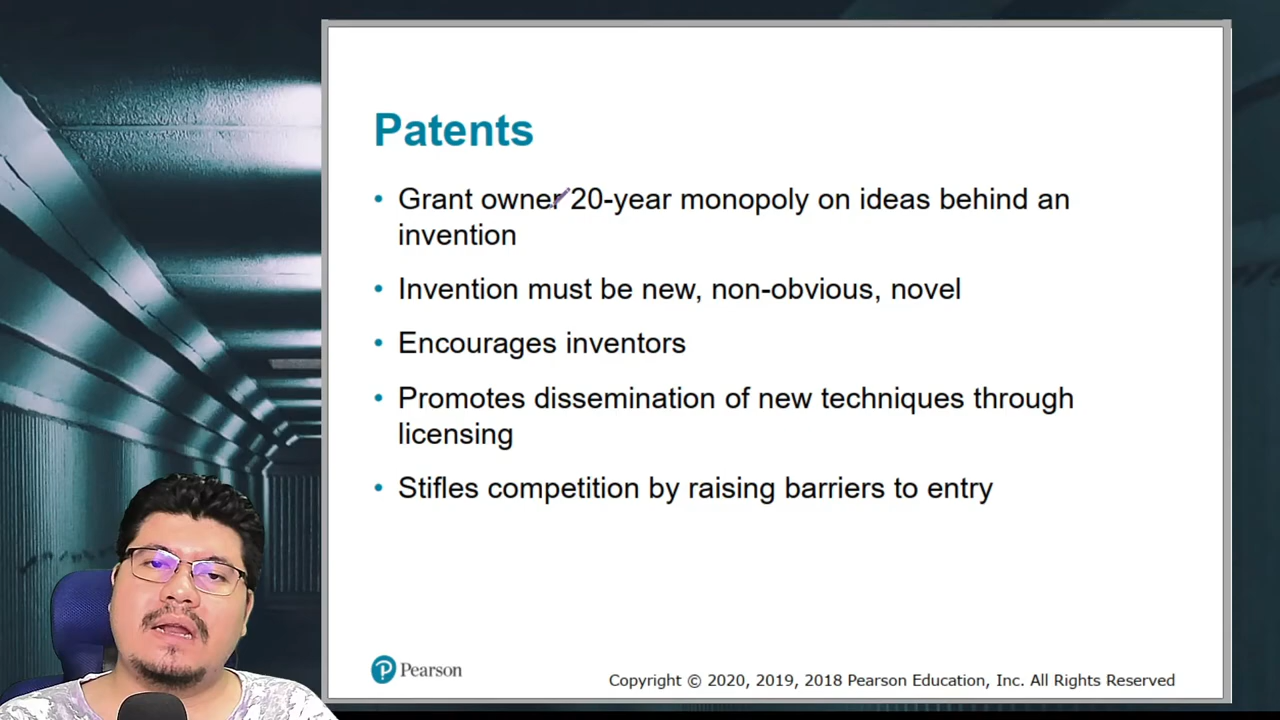 Patents
• Grant owner 20-year monopoly on ideas behind an
invention
• Invention must be new, non-obvious, novel
• Encourages inventors
• Promotes dissemination of new techniques through
licensing
• Stifles competition by raising barriers to entry
Pearson
Copyright © 2020, 2019, 2018 Pearson Education, Inc. All Rights Reserved